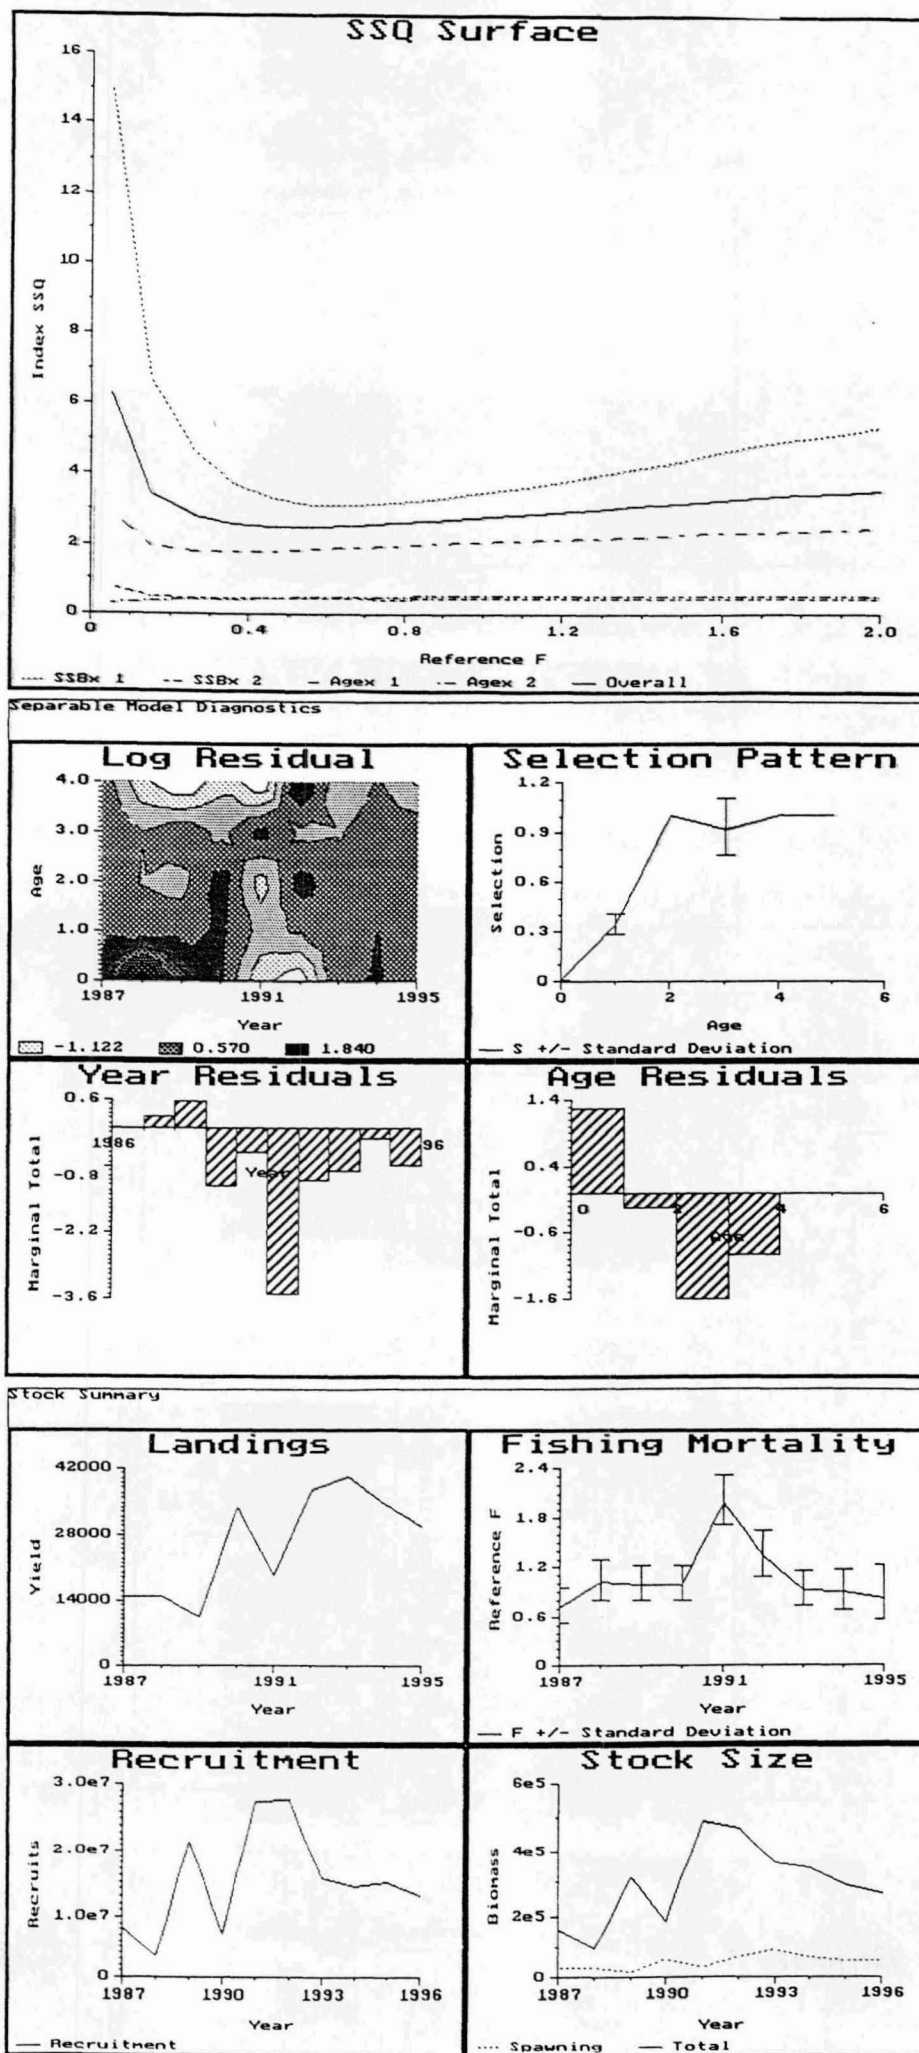 SSQ Surface
16
14
12
10
8
6
4
2
0
Index SSQ
0 0.4 0.8 1.2 1.6 2.0
Reference F
SSBx 1 SSBx 2 Agex 1 Agex 2 Overall
Separable Model Diagnostics
Log Residual
4.0
3.0
2.0
1.0
0
Age
1987 1991 1995
Year
-1.122 0.570 1.840
Selection Pattern
1.2
0.9
0.6
0.3
0
Selection
0 2 4 6
Age
S +/- Standard Deviation
Year Residuals
0.6
-0.8
-2.2
-3.6
Marginal Total
1986 96
Year
Age Residuals
1.4
0.4
-0.6
-1.6
Marginal Total
0 2 4 6
Age
Stock Summary
Landings
42000
28000
14000
0
Yield
1987 1991 1995
Year
Fishing Mortality
2.4
1.8
1.2
0.6
0
Reference F
1987 1991 1995
Year
F +/- Standard Deviation
Recruitment
3.0e7
2.0e7
1.0e7
0
Recruits
1987 1990 1993 1996
Year
Recruitment
Stock Size
6e5
4e5
2e5
0
Biomass
1987 1990 1993 1996
Year
Spawning Total